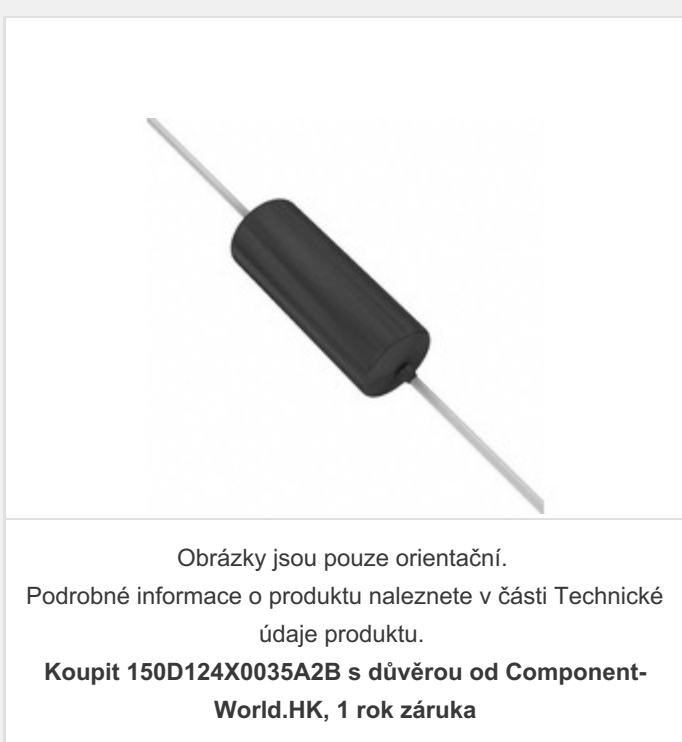 Obrázky jsou pouze orientační.
Podrobné informace o produktu naleznete v části Technické
údaje produktu.
Koupit 150D124X0035A2B s důvěrou od Component-
World.HK, 1 rok záruka